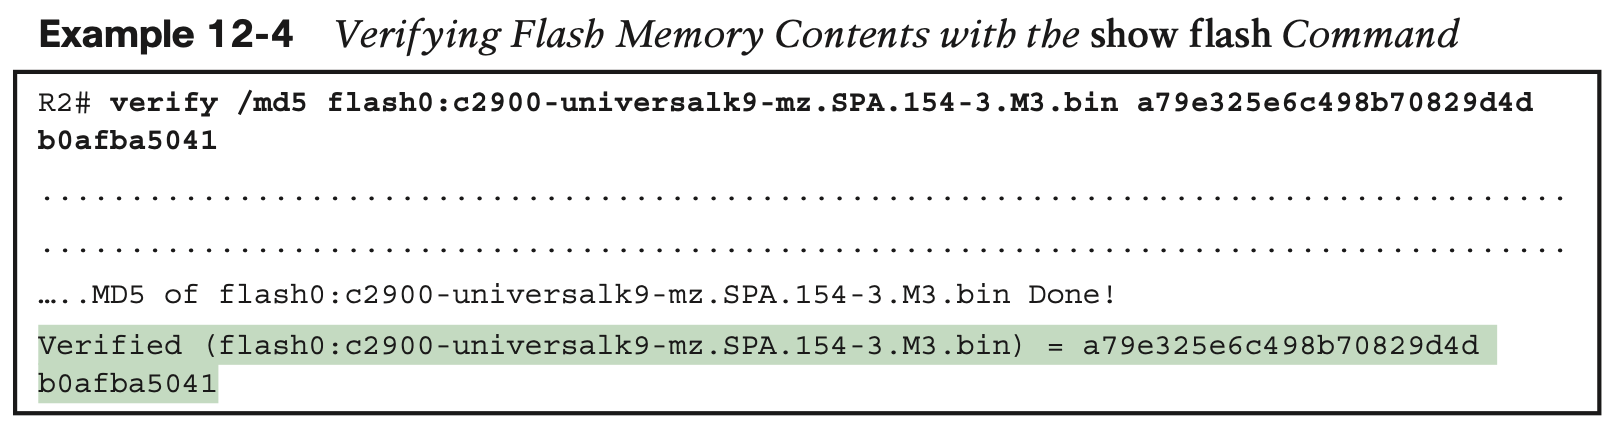 Example 12-4 Verifying Flash Memory Contents with the show flash Command
R2# verify /md5 flash0:c2900-universalk9-mz.SPA.154-3.M3.bin a79e325e6c498b70829d4d
b0afba5041
.....................................................................................
.....................................................................................
…..MD5 of flash0:c2900-universalk9-mz.SPA.154-3.M3.bin Done!
Verified (flash0:c2900-universalk9-mz.SPA.154-3.M3.bin) = a79e325e6c498b70829d4d
b0afba5041